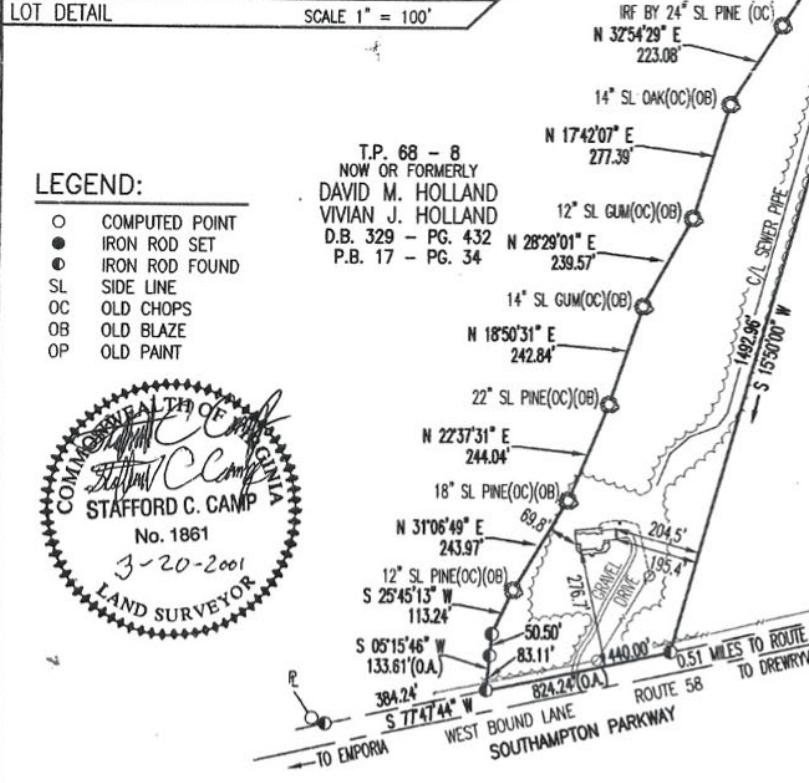 LOT DETAIL
SCALE 1" = 100'
IRF BY 24" SL PINE (OC)
N 32°54'29" E
223.08'
14" SL OAK(OC)(OB)
N 17°42'07" E
277.39'
T.P. 68 - 8
NOW OR FORMERLY
DAVID M. HOLLAND
VIVIAN J. HOLLAND
D.B. 329 - PG. 432
P.B. 17 - PG. 34
12" SL GUM(OC)(OB)
N 28°29'01" E
239.57'
14" SL GUM(OC)(OB)
N 18°50'31" E
242.84'
22" SL PINE(OC)(OB)
N 22°37'31" E
244.04'
18" SL PINE(OC)(OB)
N 31°06'49" E
243.97'
12" SL PINE(OC)(OB)
S 25°45'13" W
113.24'
S 05°15'46" W
133.61'(O.A.)
50.50'
83.11'
LEGEND:
COMPUTED POINT
IRON ROD SET
IRON ROD FOUND
SL SIDE LINE
OC OLD CHOPS
OB OLD BLAZE
OP OLD PAINT
COMMONWEALTH OF VIRGINIA
Stafford C. Camp
STAFFORD C. CAMP
No. 1861
3-20-2001
LAND SURVEYOR
C/L SEWER PIPE
1492.96'
S 15°50'00" W
69.8'
204.5'
195.4'
276.7'
GRAVEL
DRIVE
440.00'
824.24'(O.A.)
384.24'
S 77°47'44" W
PL
0.51 MILES TO ROUTE
TO DREWRYV
ROUTE 58
WEST BOUND LANE
SOUTHAMPTON PARKWAY
TO EMPORIA